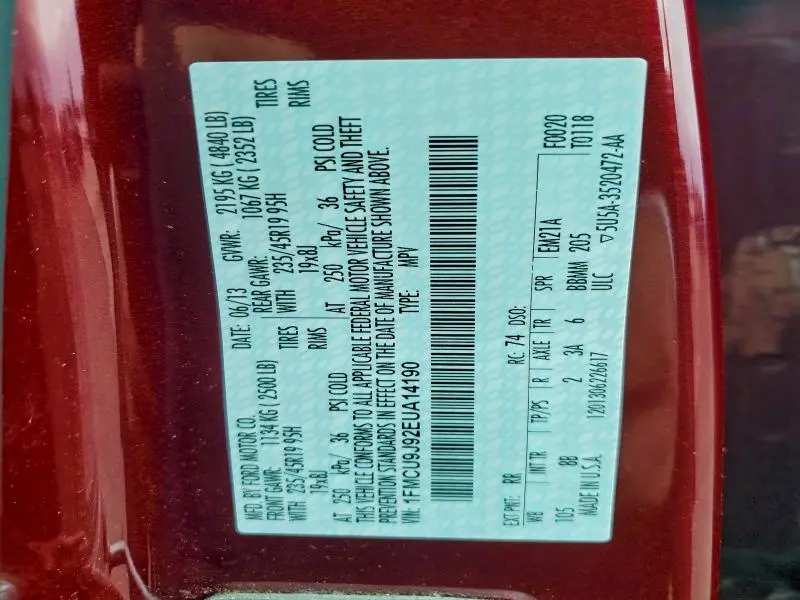 MFD. BY FORD MOTOR CO.
DATE: 06/13 GVWR: 2195 KG (4840 LB)
FRONT GAWR: 1134 KG (2500 LB) REAR GAWR: 1067 KG (2352 LB)
WITH 235/45R19 95H TIRES WITH 235/45R19 95H TIRES
19x8J RIMS 19x8J RIMS
AT 250 kPa/ 36 PSI COLD AT 250 kPa/ 36 PSI COLD
THIS VEHICLE CONFORMS TO ALL APPLICABLE FEDERAL MOTOR VEHICLE SAFETY AND THEFT
PREVENTION STANDARDS IN EFFECT ON THE DATE OF MANUFACTURE SHOWN ABOVE.
VIN: 1FMCU9J92EUA14190 TYPE: MPV
EXT PNT: RR RC: 74 DSO: F0020
WB INT TR TP/PS R AXLE TR SPR EM21A T0118
105 BB 2 3A 6 BBMM 205
MADE IN U.S.A. 1201306226617 ULC ▽5U5A-3520472-AA